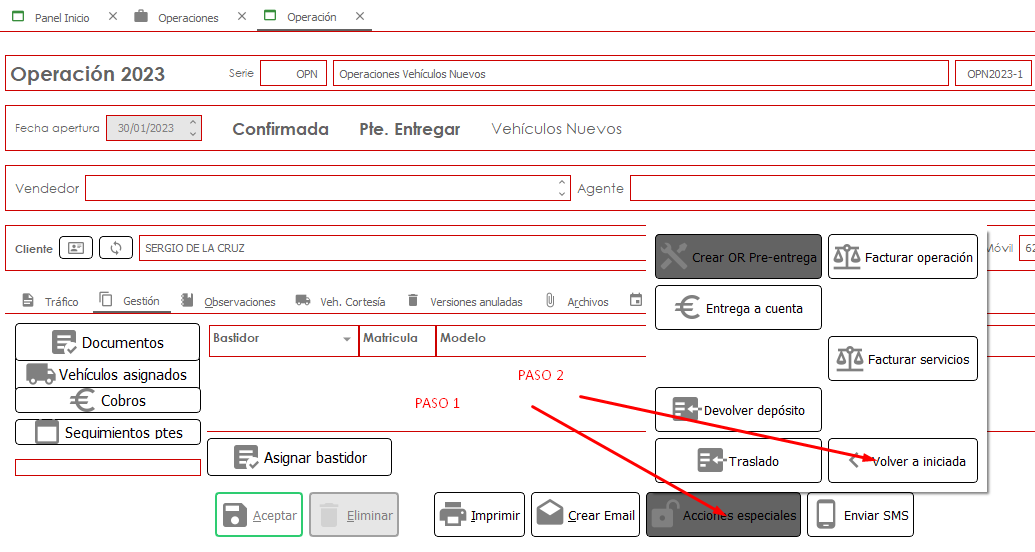 Panel Inicio
Operaciones
Operación
Operación 2023
Serie
OPN
Operaciones Vehículos Nuevos
OPN2023-1
Fecha apertura
30/01/2023
Confirmada
Pte. Entregar
Vehículos Nuevos
Vendedor
Agente
Cliente
SERGIO DE LA CRUZ
Móvil
62
Crear OR Pre-entrega
Facturar operación
Entrega a cuenta
Facturar servicios
Devolver depósito
Traslado
Volver a iniciada
Tráfico
Gestión
Observaciones
Veh. Cortesía
Versiones anuladas
Archivos
Documentos
Vehículos asignados
Cobros
Seguimientos ptes
Bastidor
Matricula
Modelo
PASO 2
PASO 1
Asignar bastidor
Aceptar
Eliminar
Imprimir
Crear Email
Acciones especiales
Enviar SMS